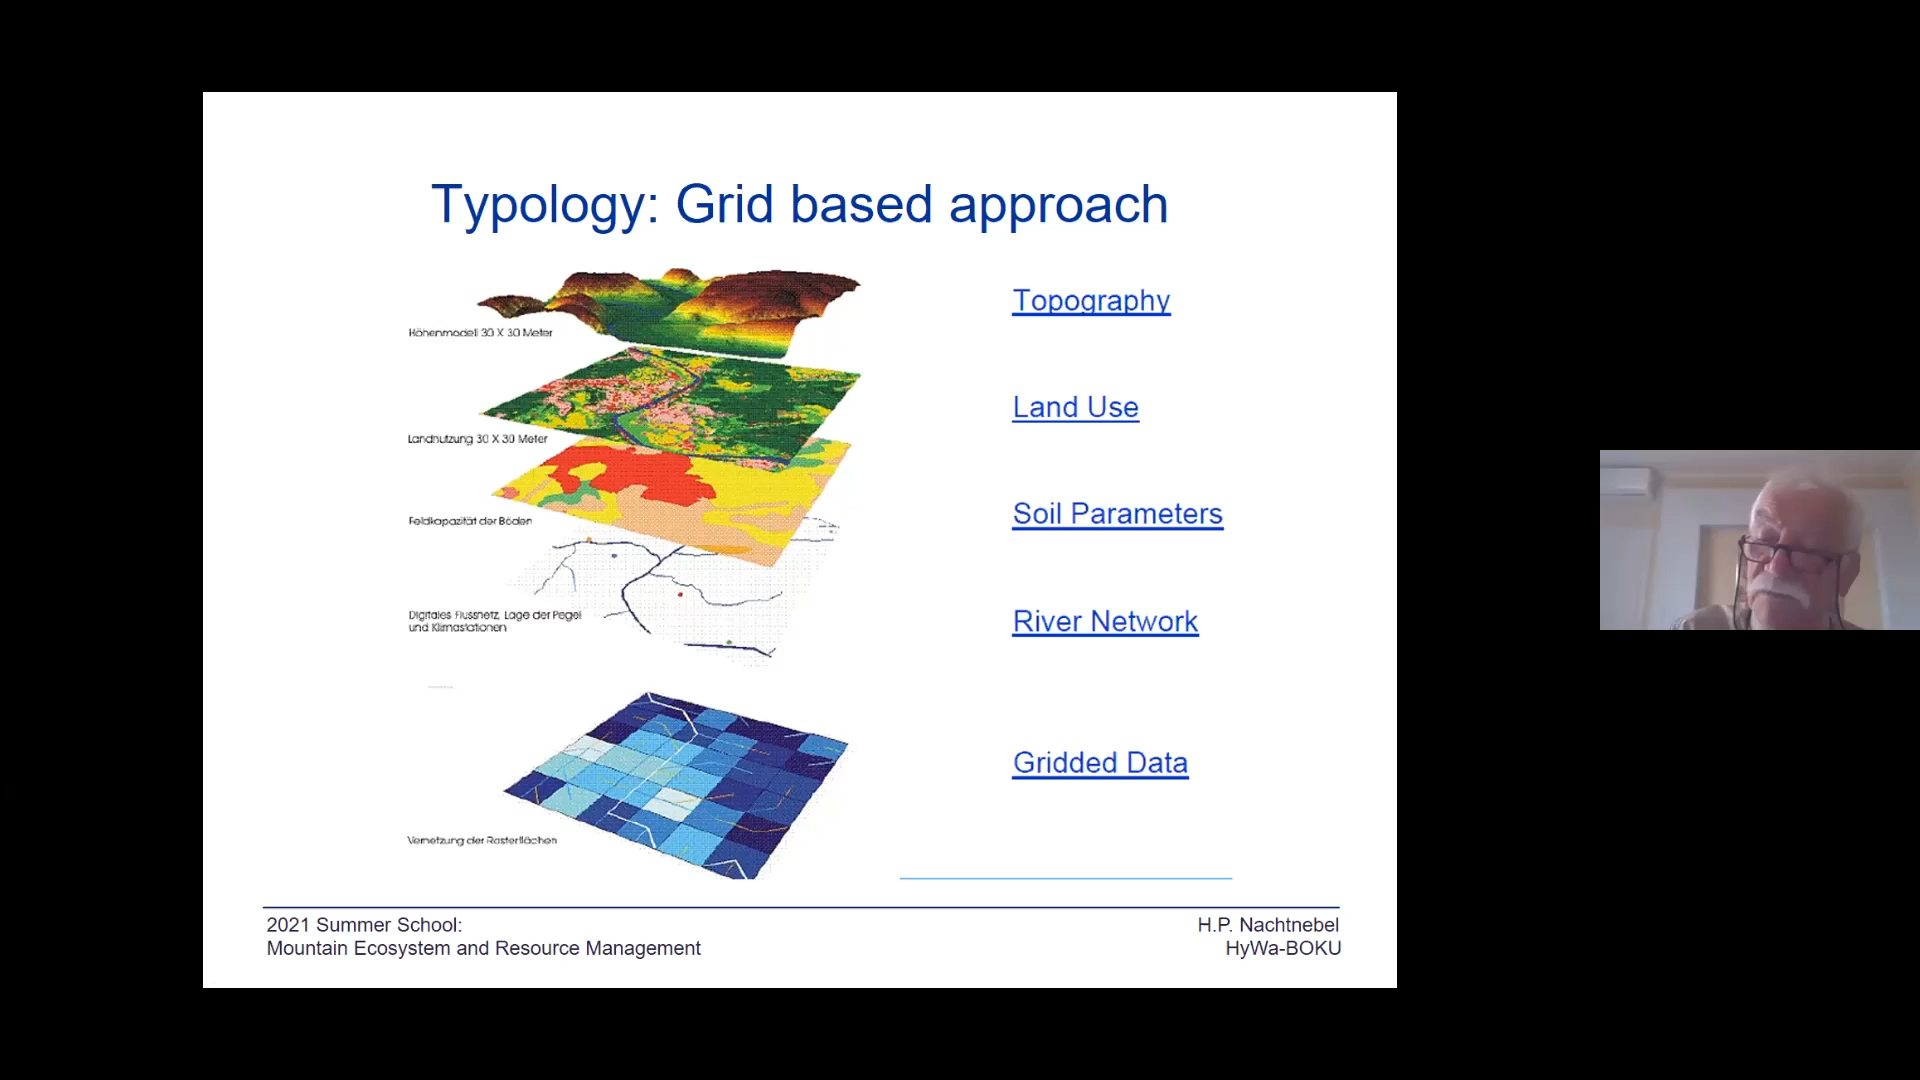 Typology: Grid based approach
Topography
Höhenmodell 30 X 30 Meter
Land Use
Landnutzung 30 X 30 Meter
Soil Parameters
Feldkapazität der Böden
Digitales Flussnetz, Lage der Pegel
und Klimastationen
River Network
Gridded Data
Vernetzung der Rasterflächen
2021 Summer School:
Mountain Ecosystem and Resource Management
H.P. Nachtnebel
HyWa-BOKU